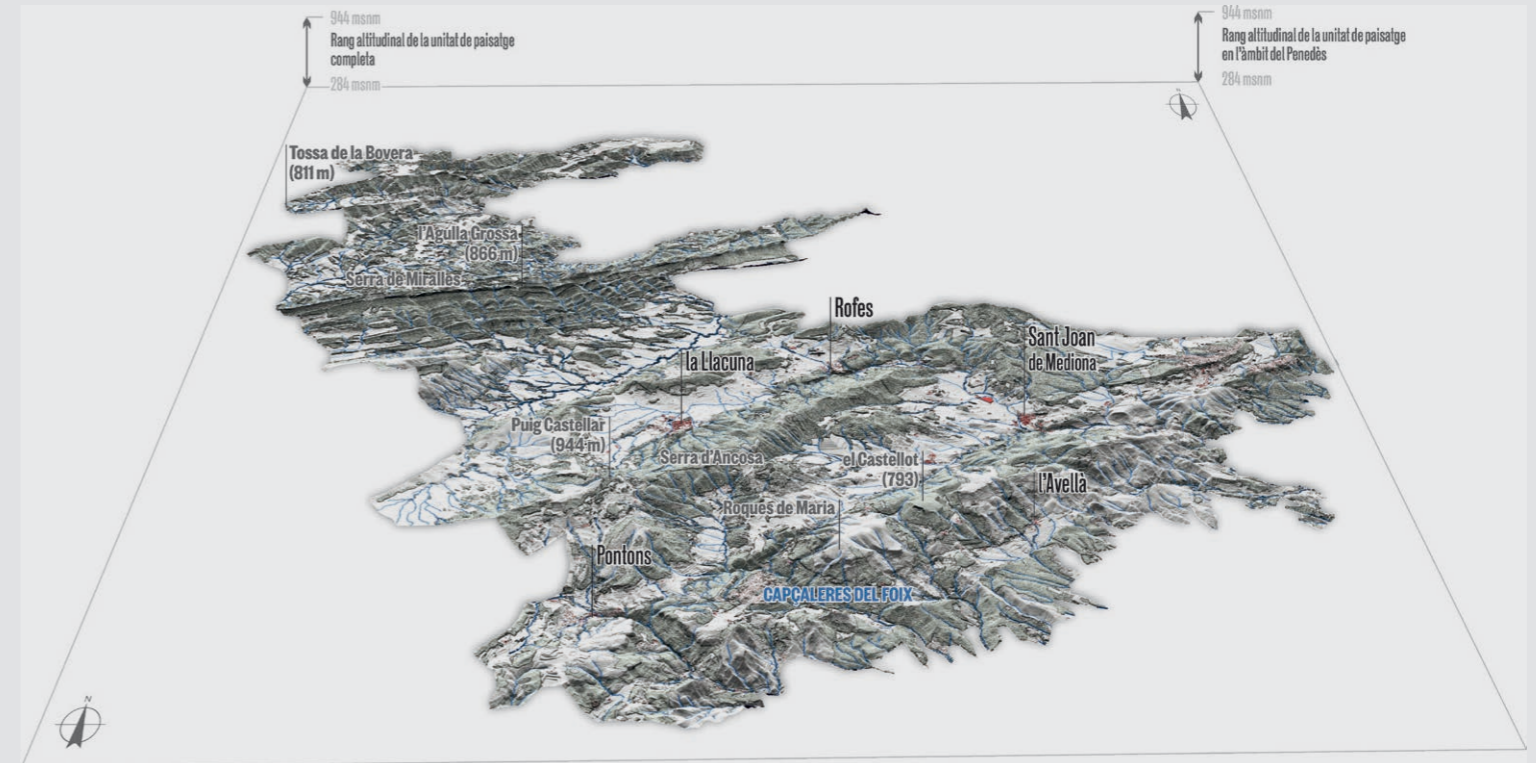 944 msnm
Rang altitudinal de la unitat de paisatge
completa
284 msnm
944 msnm
Rang altitudinal de la unitat de paisatge
en l'àmbit del Penedès
284 msnm
N
Tossa de la Bovera
(811 m)
l'Agulla Grossa
(866 m)
Serra de Miralles
Rofes
Sant Joan
de Mediona
la Llacuna
Puig Castellar
(944 m)
Serra d'Ancosa
el Castellot
(793)
l'Avellà
Roques de Maria
Pontons
CAPÇALERES DEL FOIX
N